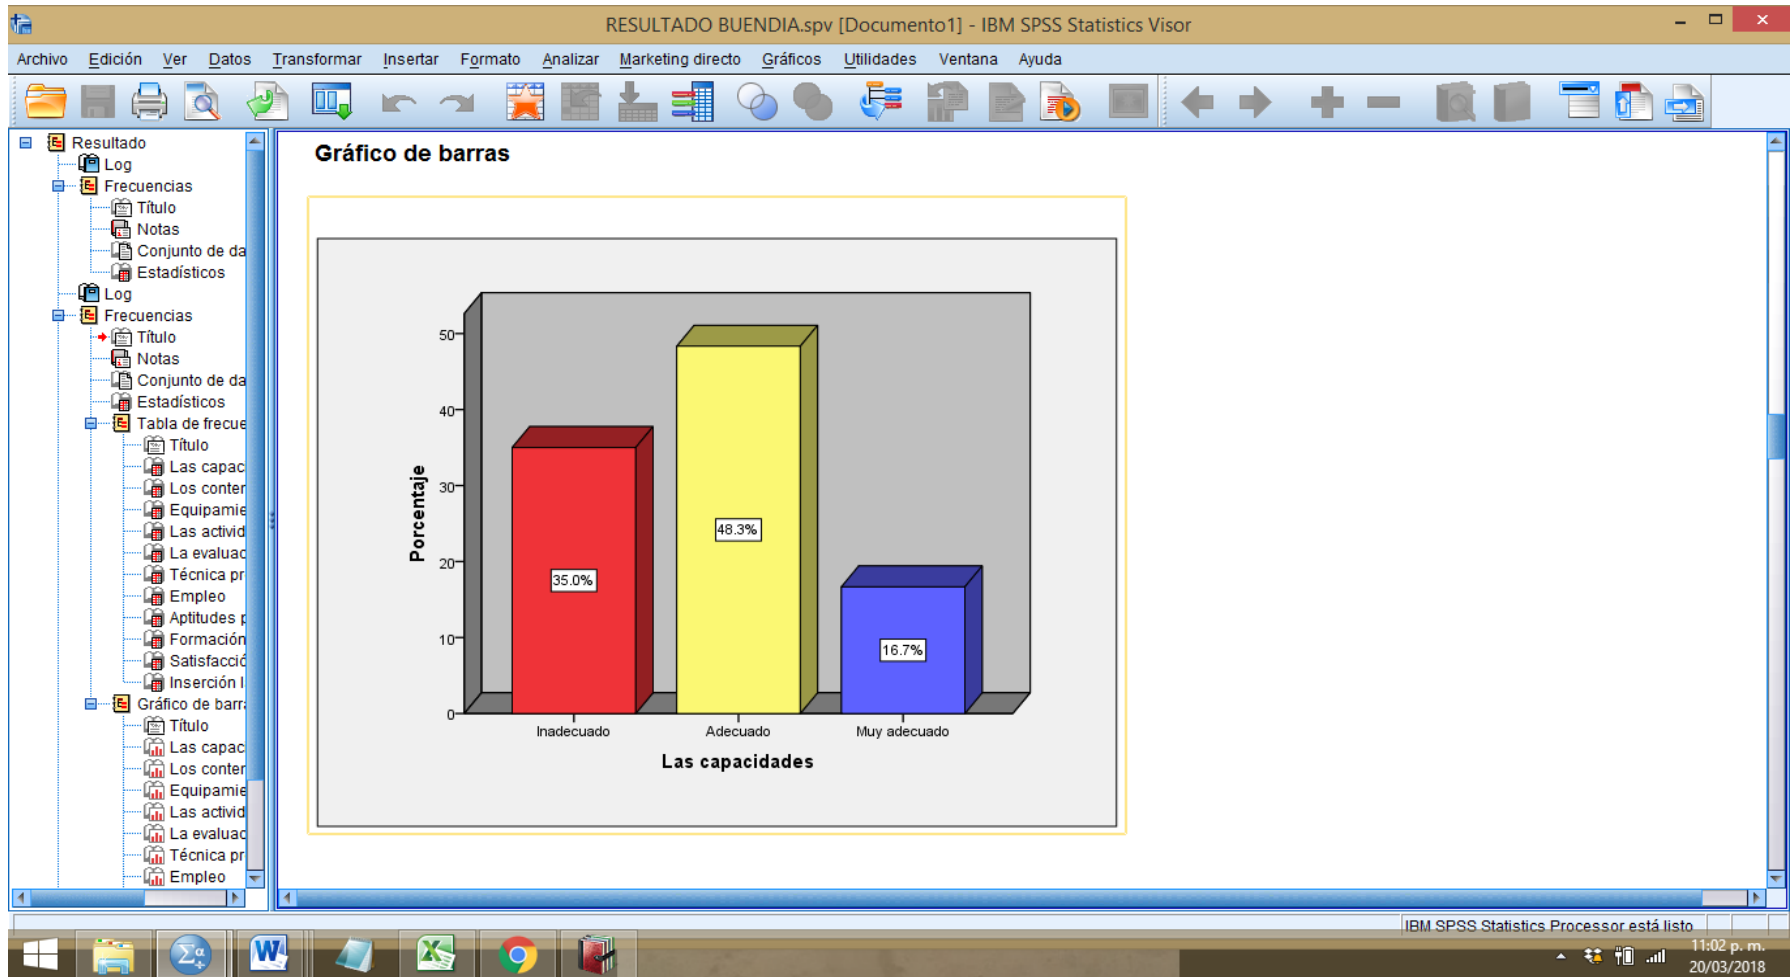 RESULTADO BUENDIA.spv [Documento1] - IBM SPSS Statistics Visor
Archivo Edición Ver Datos Transformar Insertar Formato Analizar Marketing directo Gráficos Utilidades Ventana Ayuda
Resultado
Log
Frecuencias
Título
Notas
Conjunto de da
Estadísticos
Log
Frecuencias
Título
Notas
Conjunto de da
Estadísticos
Tabla de frecue
Título
Las capac
Los conter
Equipamie
Las activid
La evaluac
Técnica pr
Empleo
Aptitudes p
Formación
Satisfacció
Inserción l
Gráfico de barra
Título
Las capac
Los conter
Equipamie
Las activid
La evaluac
Técnica pr
Empleo
Gráfico de barras
Porcentaje
50
40
30
20
10
0
35.0%
48.3%
16.7%
Inadecuado Adecuado Muy adecuado
Las capacidades
IBM SPSS Statistics Processor está listo
11:02 p. m.
20/03/2018